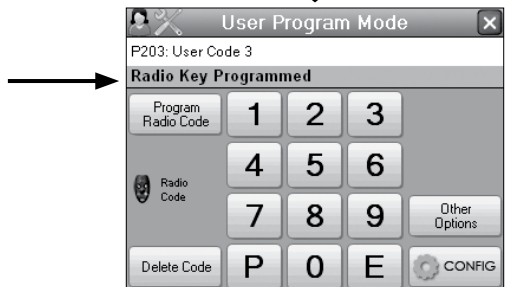 User Program Mode
P203: User Code 3
Radio Key Programmed
Program
Radio Code
1 2 3
4 5 6
Radio
Code
7 8 9
Other
Options
Delete Code
P 0 E
CONFIG